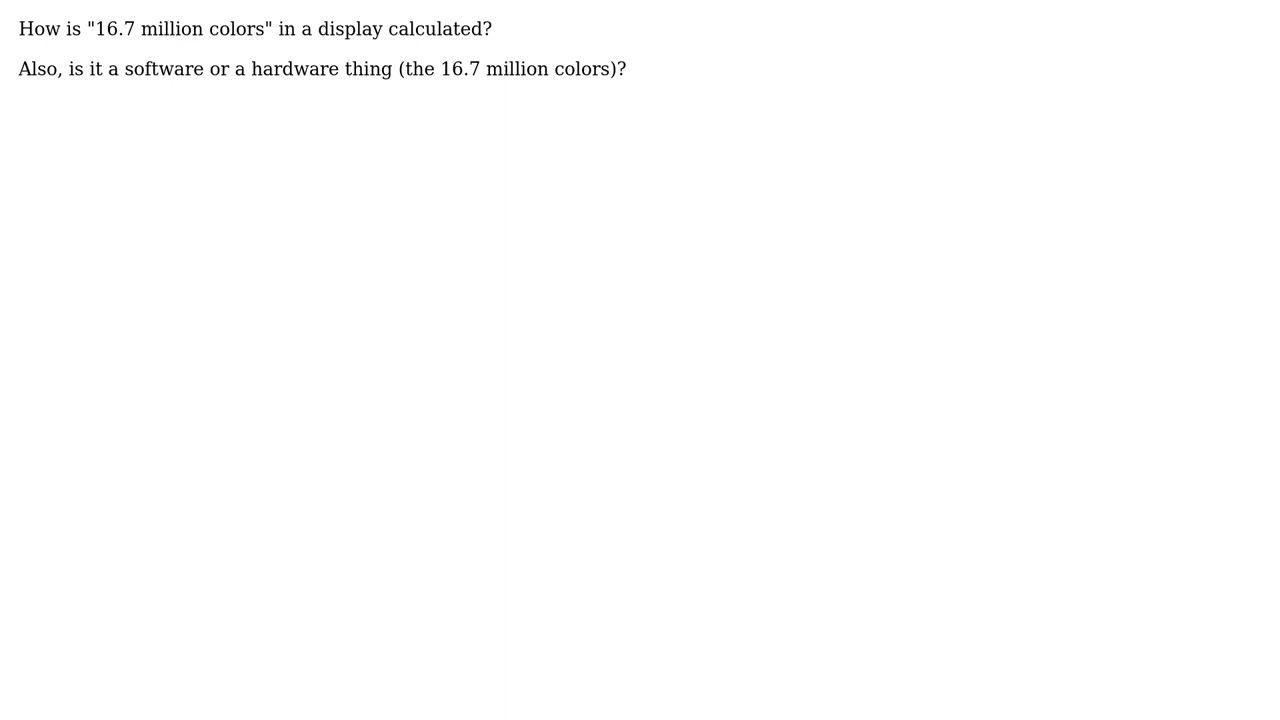 How is "16.7 million colors" in a display calculated?
Also, is it a software or a hardware thing (the 16.7 million colors)?